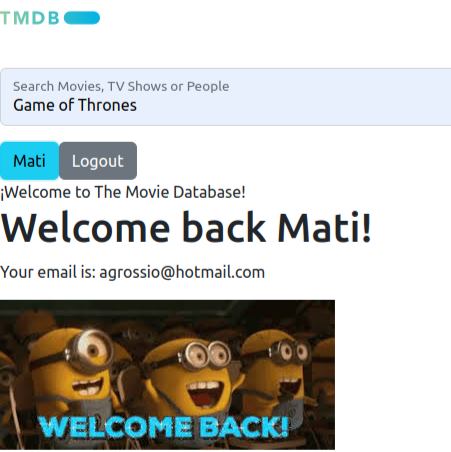 TMDB
Search Movies, TV Shows or People
Game of Thrones
Mati Logout
¡Welcome to The Movie Database!
Welcome back Mati!
Your email is: agrossio@hotmail.com
WELCOME BACK!